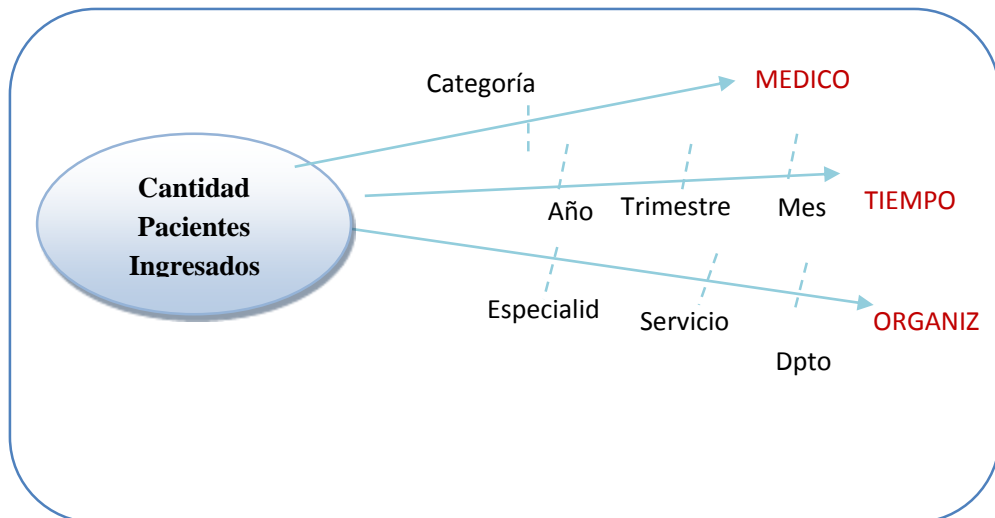 Categoría
MEDICO
Cantidad
Pacientes
Ingresados
Año
Trimestre
Mes
TIEMPO
Especialid
Servicio
Dpto
ORGANIZ